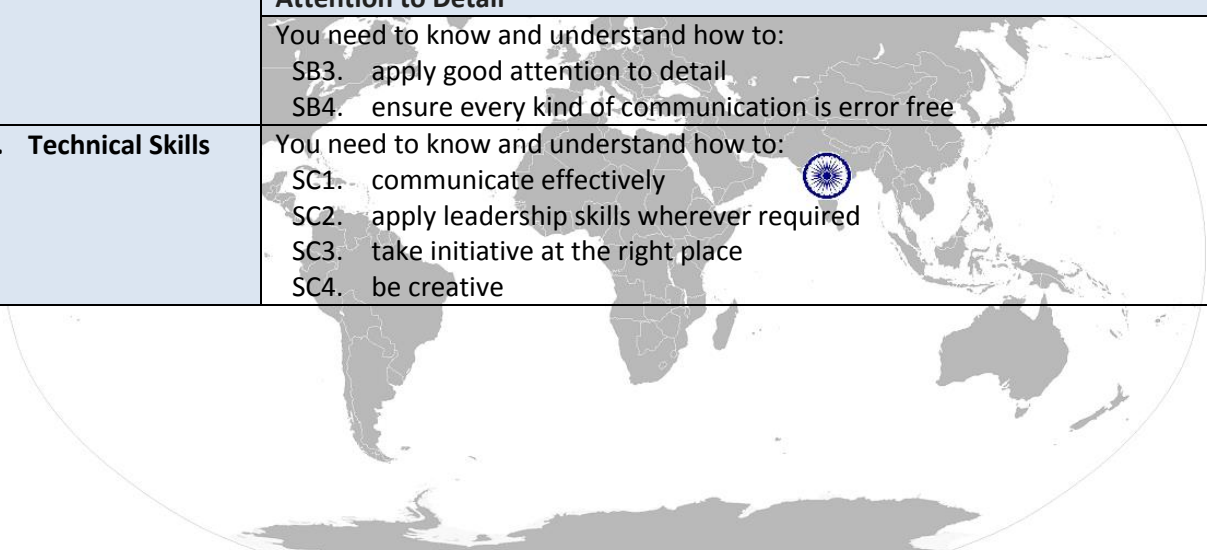 Attention to Detail
You need to know and understand how to:
SB3. apply good attention to detail
SB4. ensure every kind of communication is error free
. Technical Skills
You need to know and understand how to:
SC1. communicate effectively
SC2. apply leadership skills wherever required
SC3. take initiative at the right place
SC4. be creative